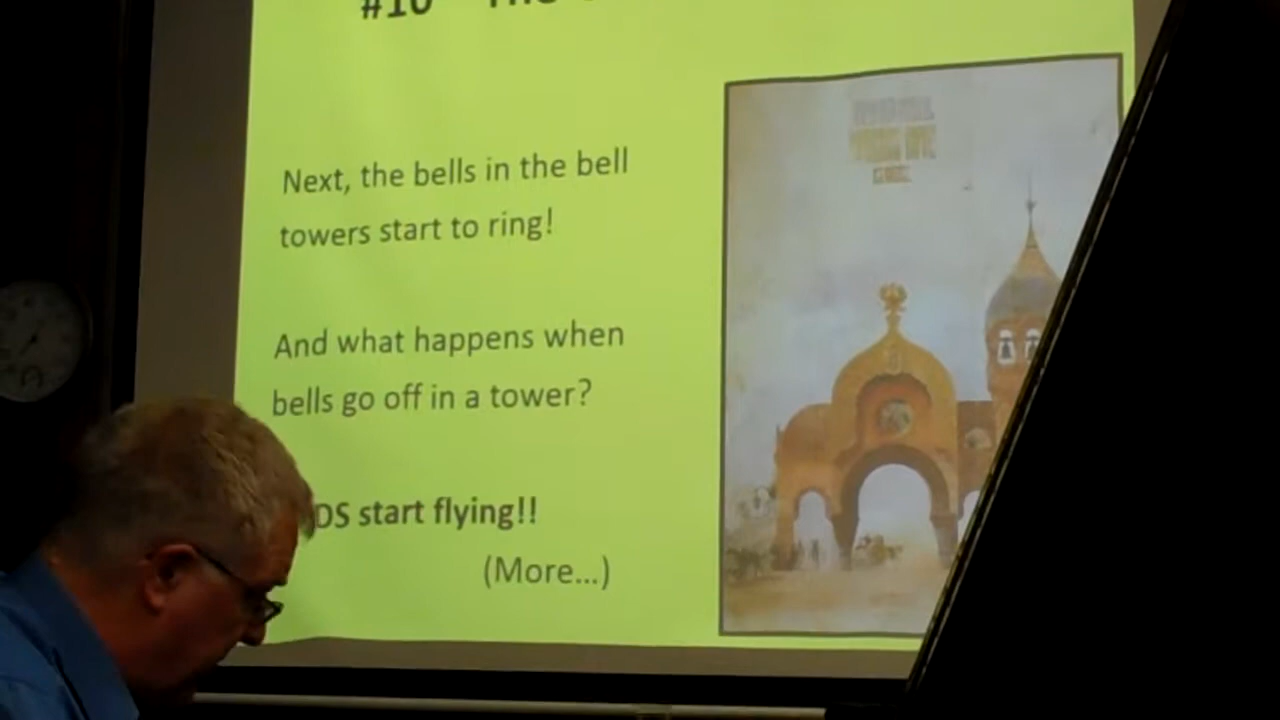 #10
Next, the bells in the bell
towers start to ring!
And what happens when
bells go off in a tower?
DS start flying!!
(More...)